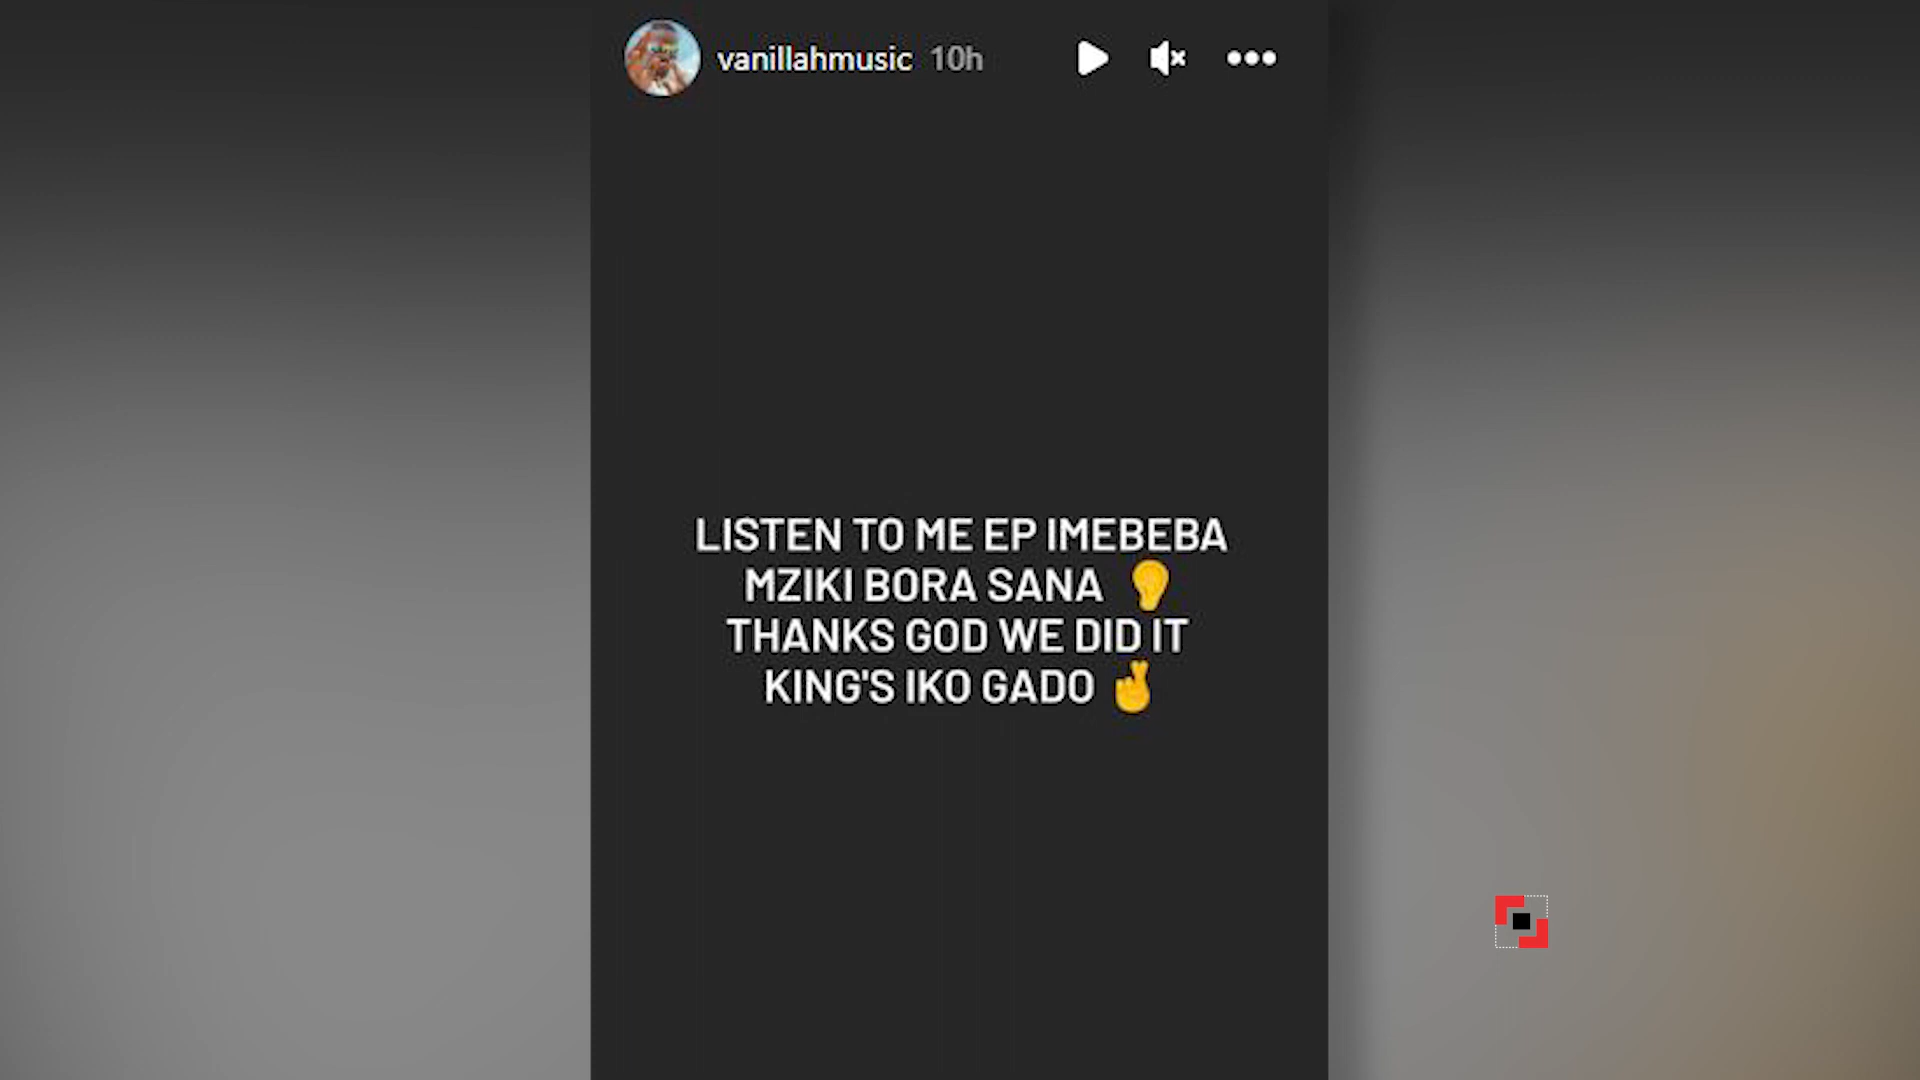 vanillahmusic 10h
LISTEN TO ME EP IMEBEBA
MZIKI BORA SANA 👂
THANKS GOD WE DID IT
KING'S IKO GADO 🤞